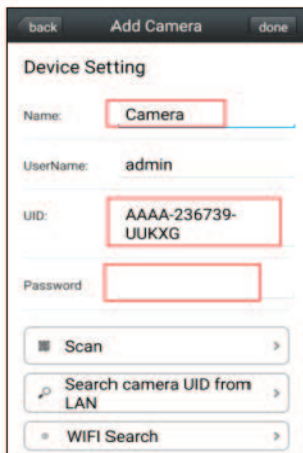 back Add Camera done
Device Setting
Name: Camera
UserName: admin
UID: AAAA-236739-
UUKXG
Password
Scan >
Search camera UID from
LAN >
WIFI Search >